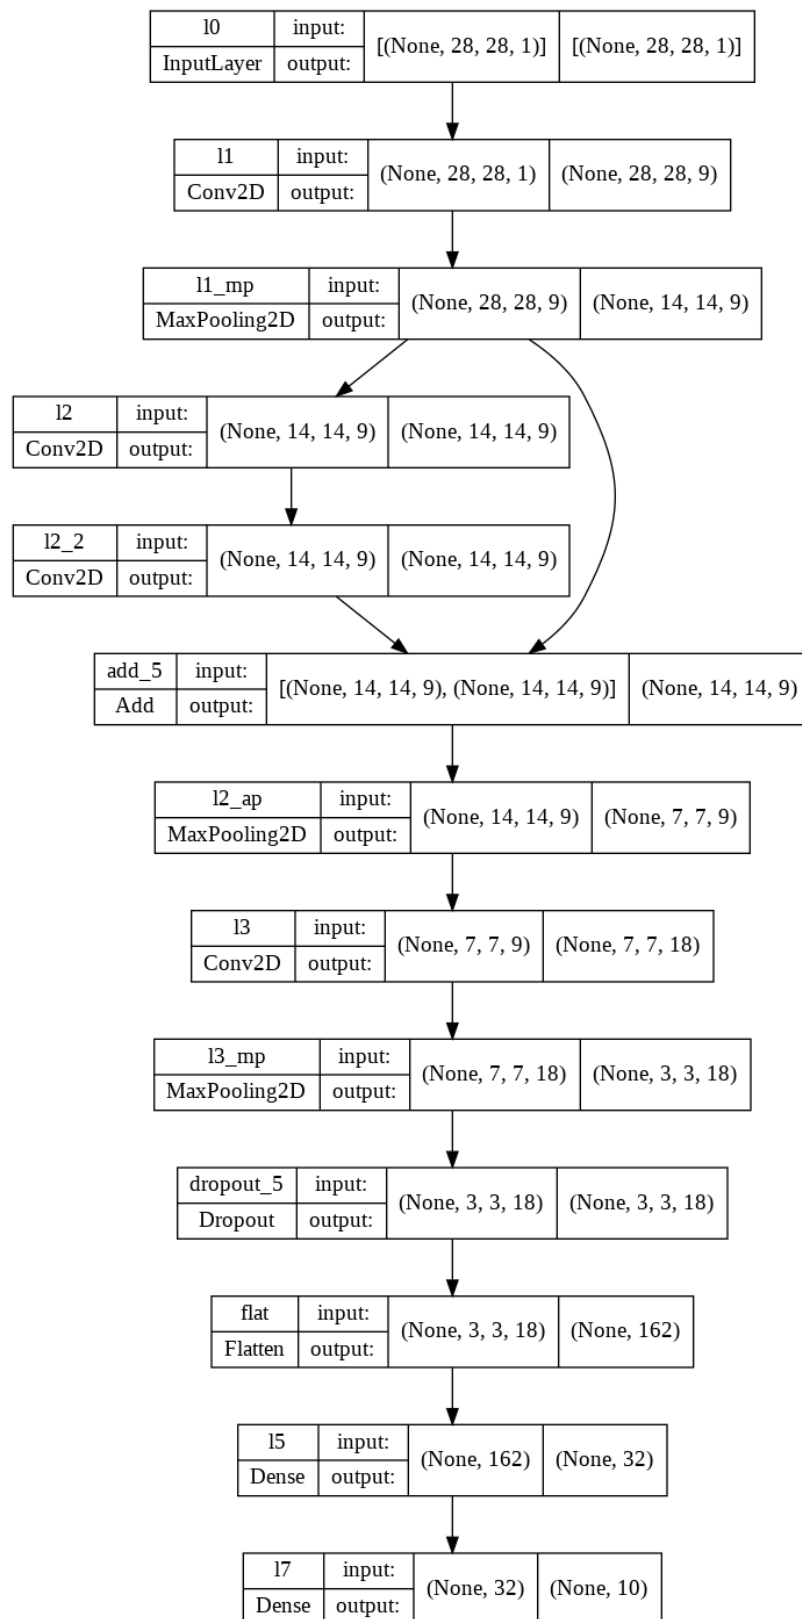 l0 input: [(None, 28, 28, 1)] [(None, 28, 28, 1)]
InputLayer output:
l1 input: (None, 28, 28, 1) (None, 28, 28, 9)
Conv2D output:
l1_mp input: (None, 28, 28, 9) (None, 14, 14, 9)
MaxPooling2D output:
l2 input: (None, 14, 14, 9) (None, 14, 14, 9)
Conv2D output:
l2_2 input: (None, 14, 14, 9) (None, 14, 14, 9)
Conv2D output:
add_5 input: [(None, 14, 14, 9), (None, 14, 14, 9)] (None, 14, 14, 9)
Add output:
l2_ap input: (None, 14, 14, 9) (None, 7, 7, 9)
MaxPooling2D output:
l3 input: (None, 7, 7, 9) (None, 7, 7, 18)
Conv2D output:
l3_mp input: (None, 7, 7, 18) (None, 3, 3, 18)
MaxPooling2D output:
dropout_5 input: (None, 3, 3, 18) (None, 3, 3, 18)
Dropout output:
flat input: (None, 3, 3, 18) (None, 162)
Flatten output:
l5 input: (None, 162) (None, 32)
Dense output:
l7 input: (None, 32) (None, 10)
Dense output: